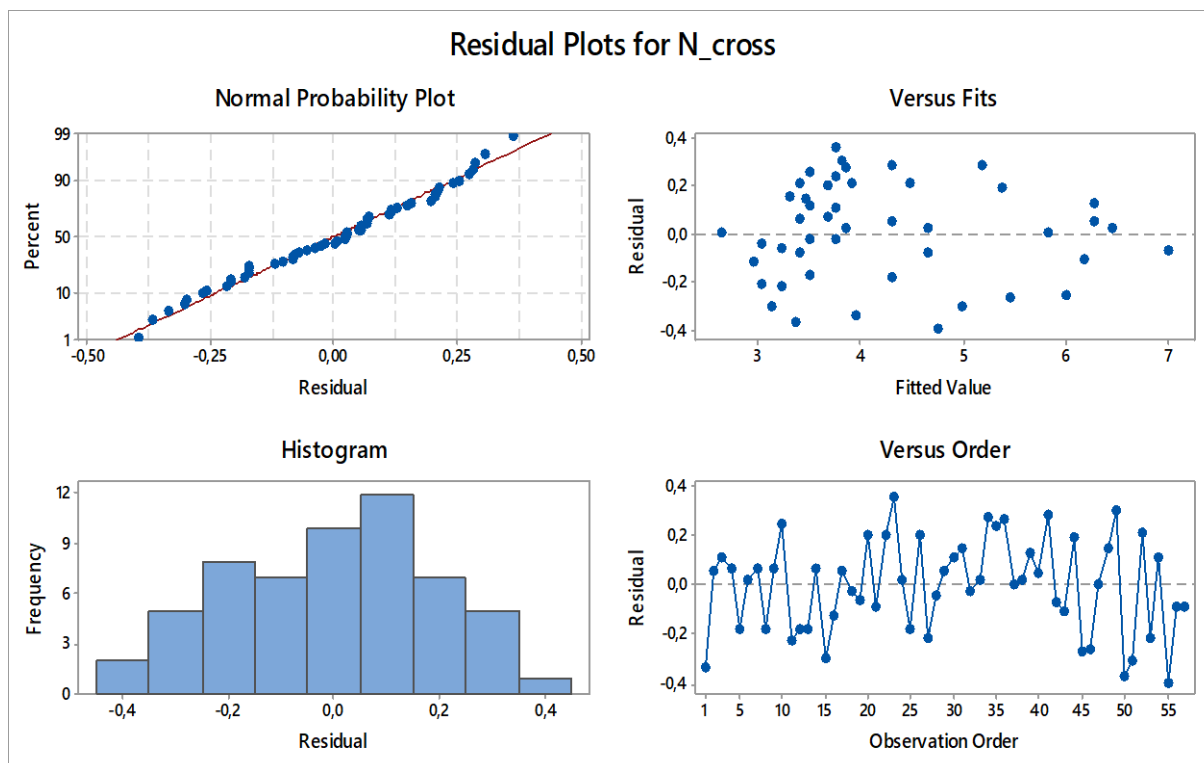 Residual Plots for N_cross
Normal Probability Plot
99
90
50
10
1
Percent
-0,50 -0,25 0,00 0,25 0,50
Residual
Versus Fits
0,4
0,2
0,0
-0,2
-0,4
Residual
3 4 5 6 7
Fitted Value
Histogram
12
9
6
3
0
Frequency
-0,4 -0,2 0,0 0,2 0,4
Residual
Versus Order
0,4
0,2
0,0
-0,2
-0,4
Residual
1 5 10 15 20 25 30 35 40 45 50 55
Observation Order